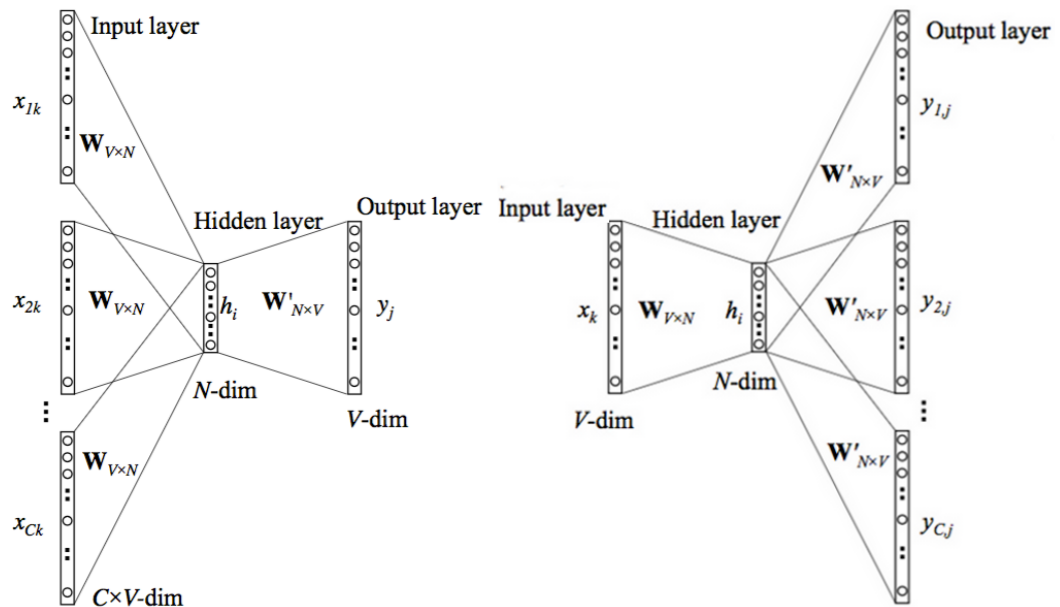 Input layer
x1k
WV×N
Hidden layer
Output layer
x2k
WV×N
hi
W'N×V
yj
N-dim
V-dim
WV×N
xCk
C×V-dim
Output layer
y1,j
W'N×V
Input layer
Hidden layer
xk
WV×N
hi
W'N×V
y2,j
N-dim
V-dim
W'N×V
yC,j